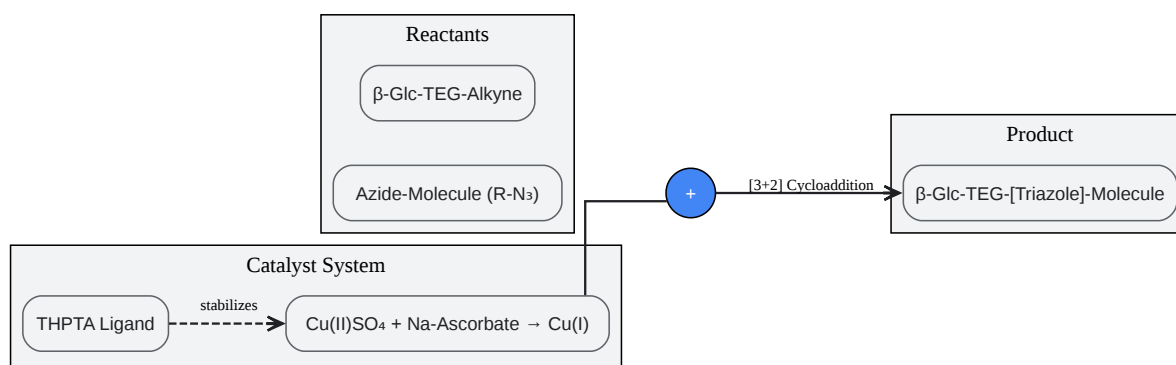 Reactants
β-Glc-TEG-Alkyne
Azide-Molecule (R-N₃)
+
[3+2] Cycloaddition
Product
β-Glc-TEG-[Triazole]-Molecule
Catalyst System
THPTA Ligand
stabilizes
Cu(II)SO₄ + Na-Ascorbate → Cu(I)